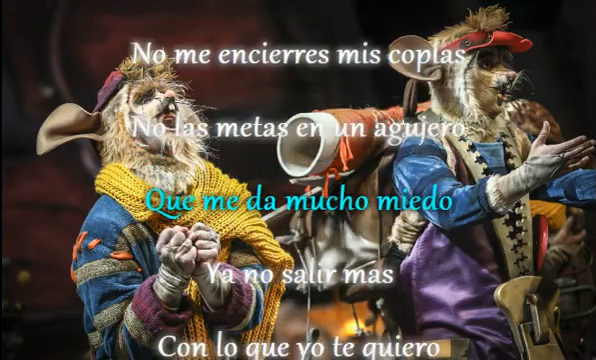 No me encierres mis coplas
No las metas en un agujero
Que me da mucho miedo
Ya no salir mas
Con lo que yo te quiero